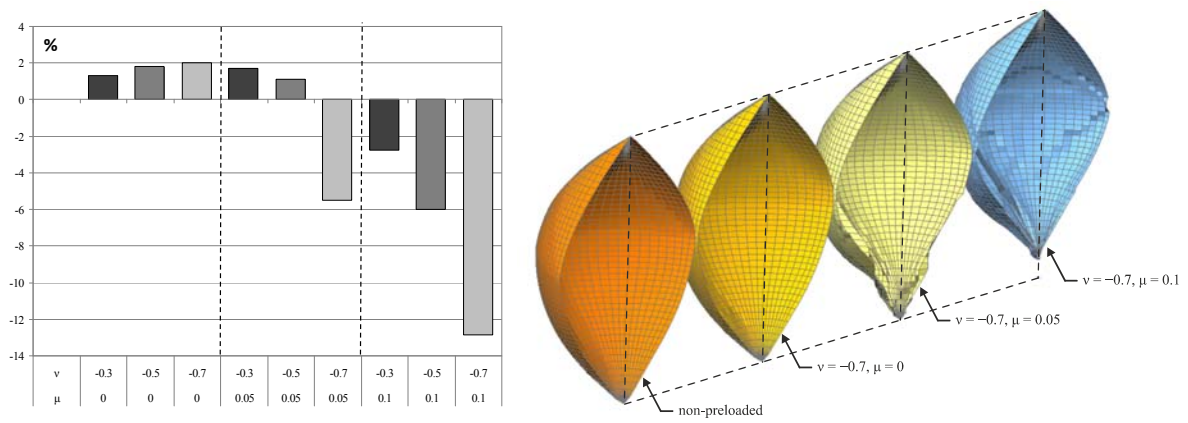 4
%
2
0
-2
-4
-6
-8
-10
-12
-14
ν -0.3 -0.5 -0.7 -0.3 -0.5 -0.7 -0.3 -0.5 -0.7
μ 0 0 0 0.05 0.05 0.05 0.1 0.1 0.1
ν = −0.7, μ = 0.1
ν = −0.7, μ = 0.05
ν = −0.7, μ = 0
non-preloaded